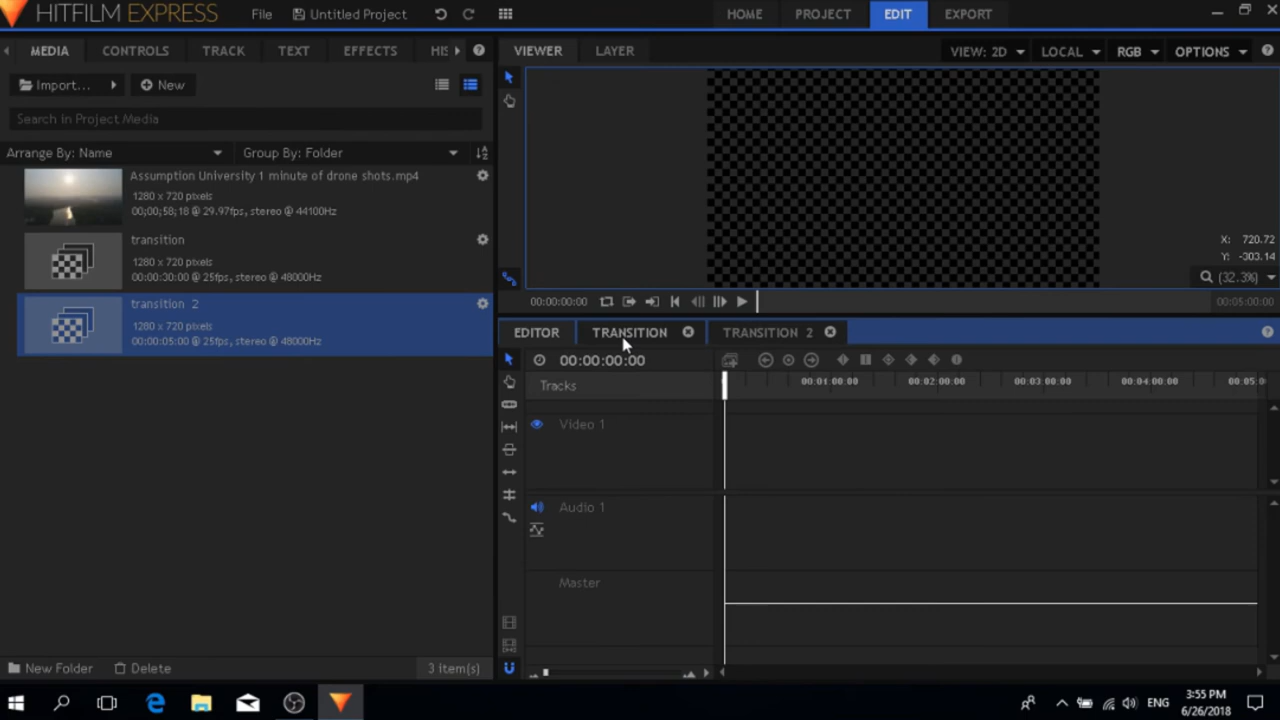 HITFILM EXPRESS File Untitled Project HOME PROJECT EDIT EXPORT
MEDIA CONTROLS TRACK TEXT EFFECTS HIS
VIEWER LAYER VIEW: 2D LOCAL RGB OPTIONS
Import... New
Search in Project Media
Arrange By: Name Group By: Folder
Assumption University 1 minute of drone shots.mp4
1280 x 720 pixels
00;00;58;18 @ 29.97fps, stereo @ 44100Hz
transition
1280 x 720 pixels
00:00:30:00 @ 25fps, stereo @ 48000Hz
transition 2
1280 x 720 pixels
00:00:05:00 @ 25fps, stereo @ 48000Hz
X: 720.72
Y: -303.14
(32.3%)
00:00:00:00 00:05:00:00
EDITOR TRANSITION TRANSITION 2
00:00:00:00
Tracks 00:01:00:00 00:02:00:00 00:03:00:00 00:04:00:00 00:05:0
Video 1
Audio 1
Master
New Folder Delete 3 item(s)
ENG 3:55 PM
6/26/2018